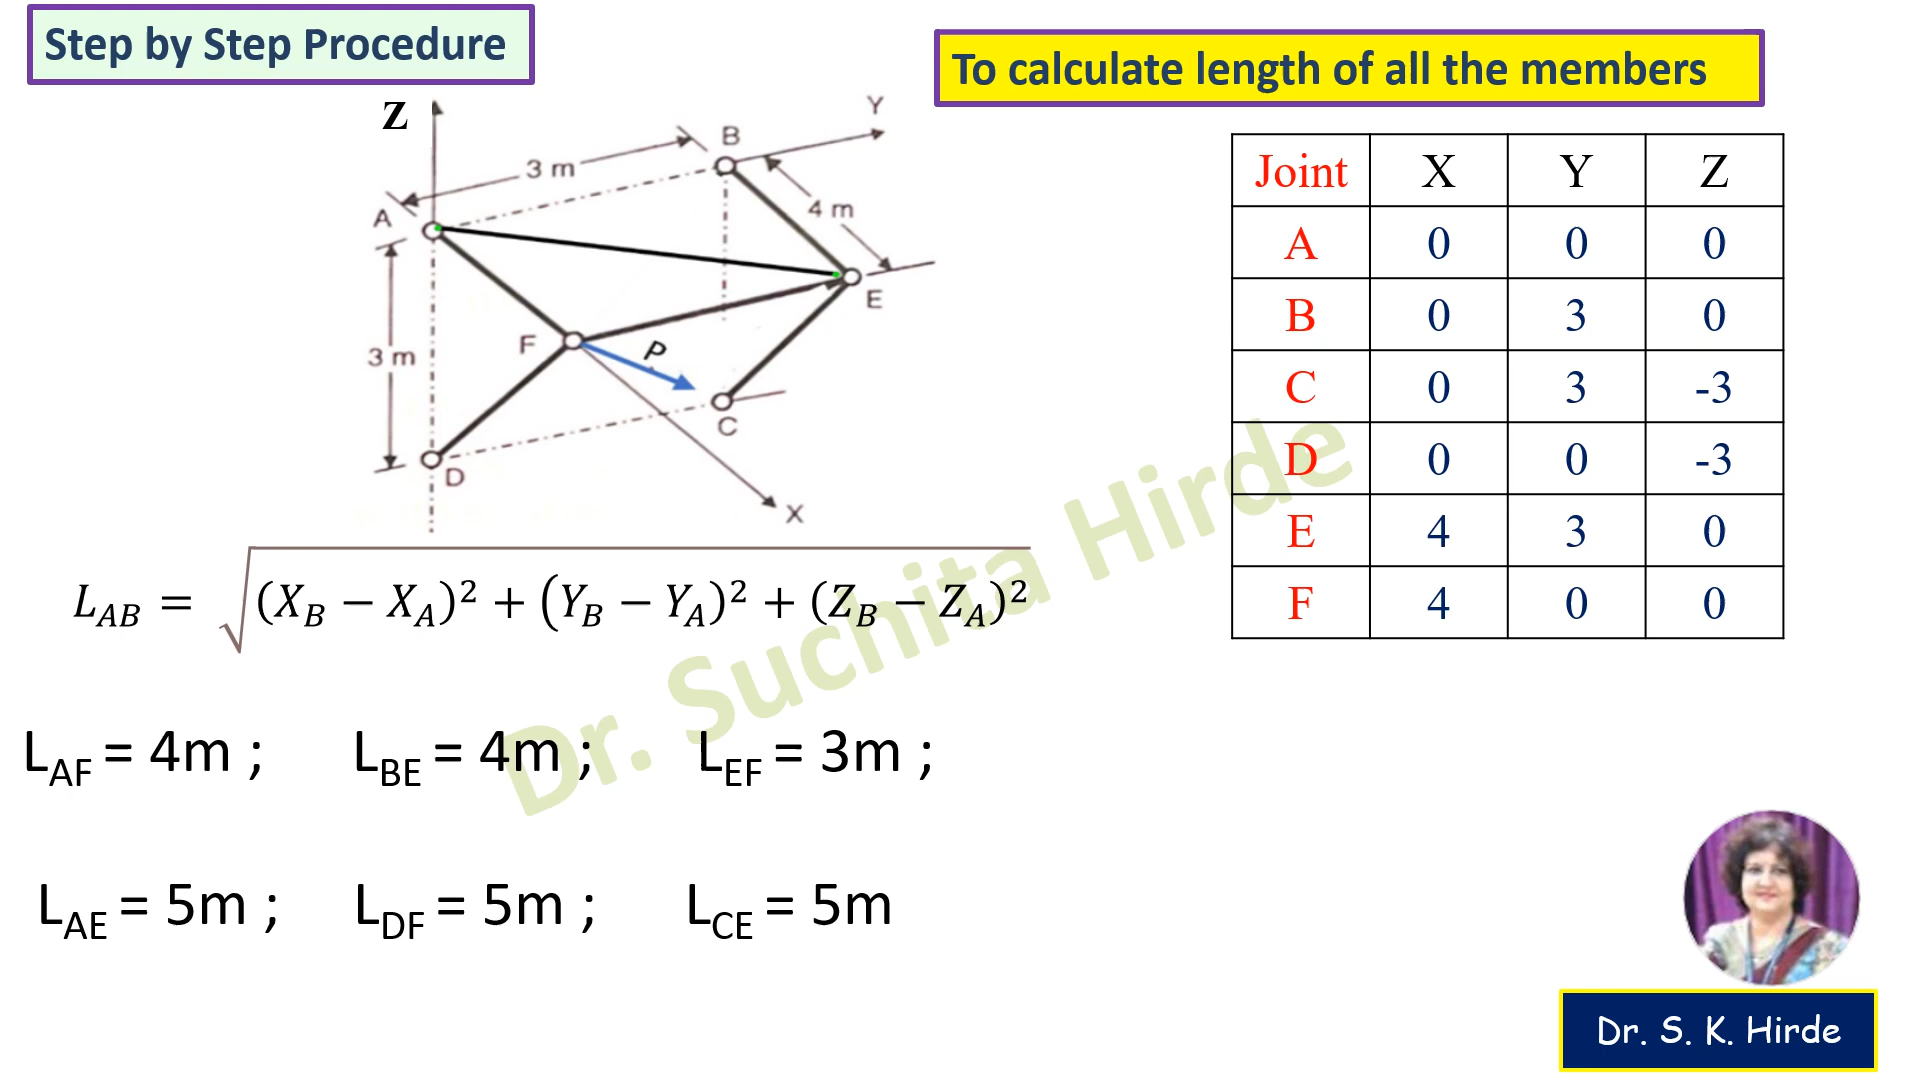 Step by Step Procedure
To calculate length of all the members
Z
Y
B
3 m
A
4 m
E
F
P
3 m
C
D
X
Joint X Y Z
A 0 0 0
B 0 3 0
C 0 3 -3
D 0 0 -3
E 4 3 0
F 4 0 0
L_AB = √((X_B − X_A)² + (Y_B − Y_A)² + (Z_B − Z_A)²
Dr. Suchita Hirde
L_AF = 4m ; L_BE = 4m ; L_EF = 3m ;
L_AE = 5m ; L_DF = 5m ; L_CE = 5m
Dr. S. K. Hirde